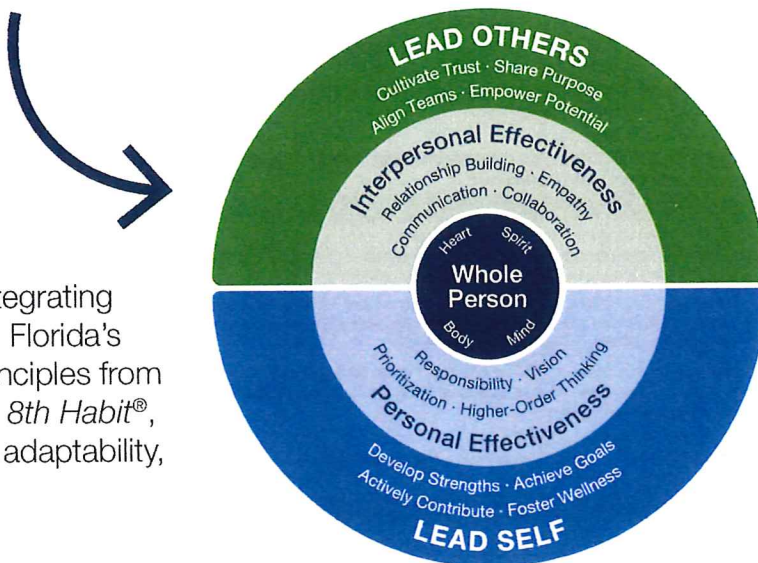 LEAD OTHERS
Cultivate Trust · Share Purpose
Align Teams · Empower Potential
Interpersonal Effectiveness
Relationship Building · Empathy
Communication · Collaboration
Heart Spirit
Whole
Person
Body Mind
Responsibility · Vision
Prioritization · Higher-Order Thinking
Personal Effectiveness
Develop Strengths · Achieve Goals
Actively Contribute · Foster Wellness
LEAD SELF
tegrating
Florida's
nciples from
8th Habit®,
adaptability,